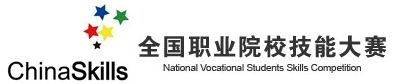 ChinaSkills
全国职业院校技能大赛
National Vocational Students Skills Competition